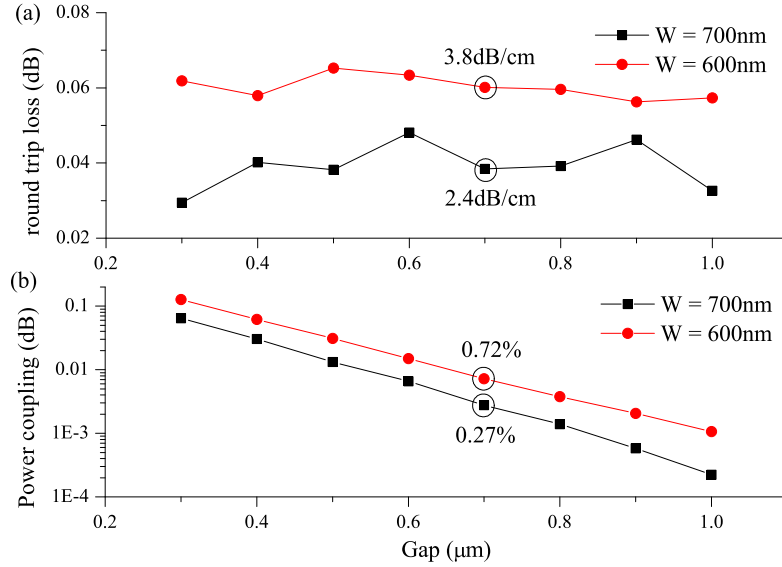 (a)
0.08
0.06
0.04
0.02
round trip loss (dB)
3.8dB/cm
2.4dB/cm
W = 700nm
W = 600nm
0.2 0.4 0.6 0.8 1.0
(b)
0.1
0.01
1E-3
1E-4
Power coupling (dB)
0.72%
0.27%
W = 700nm
W = 600nm
0.2 0.4 0.6 0.8 1.0
Gap (μm)